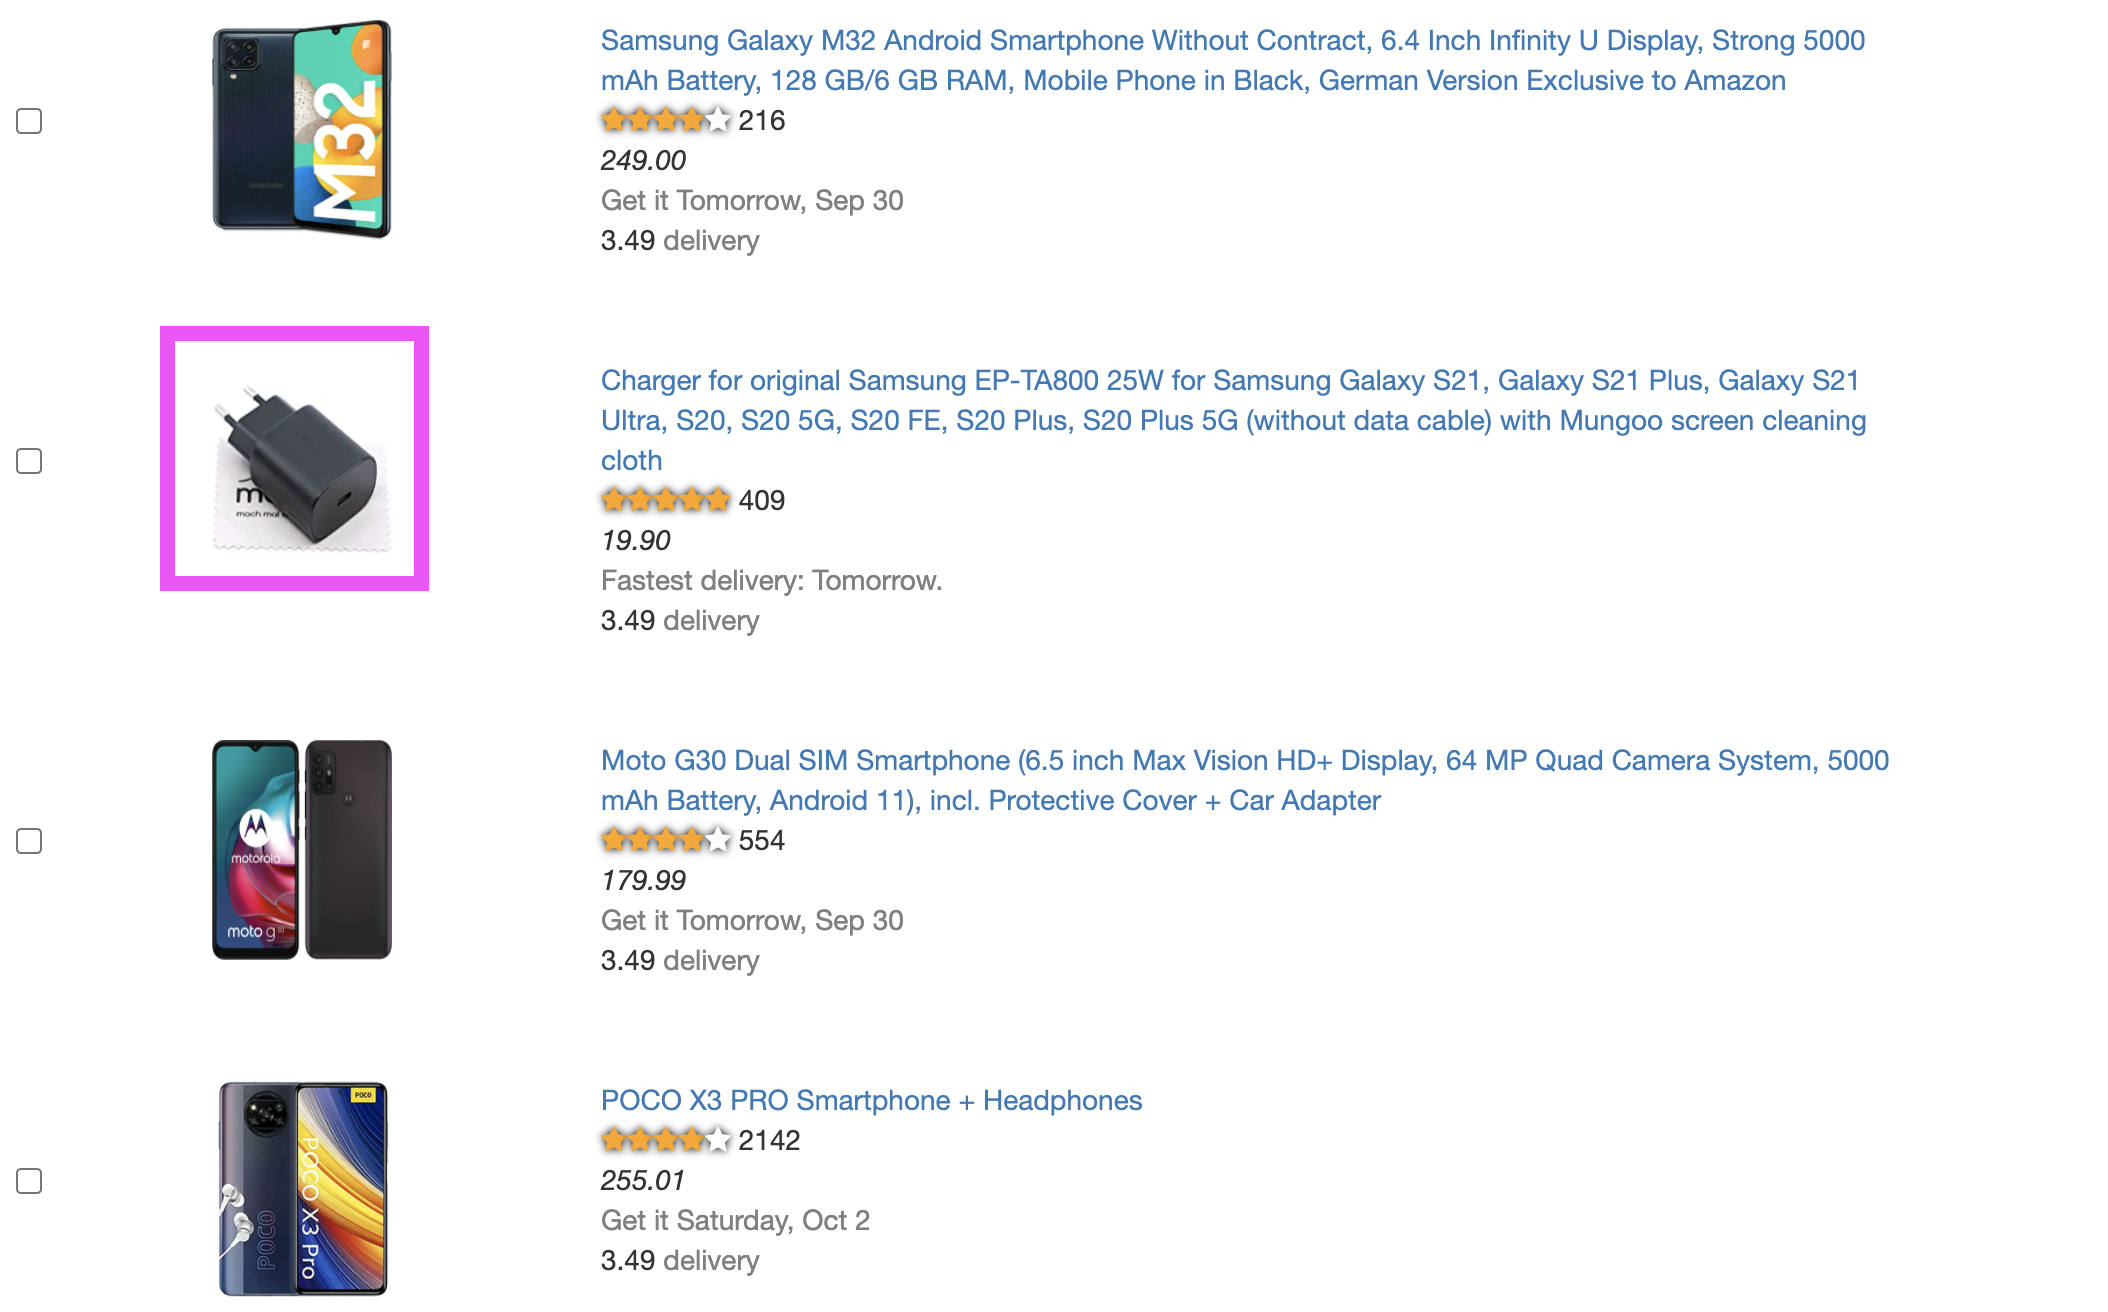 Samsung Galaxy M32 Android Smartphone Without Contract, 6.4 Inch Infinity U Display, Strong 5000
mAh Battery, 128 GB/6 GB RAM, Mobile Phone in Black, German Version Exclusive to Amazon
216
249.00
Get it Tomorrow, Sep 30
3.49 delivery
M32
SAMSUNG
Charger for original Samsung EP-TA800 25W for Samsung Galaxy S21, Galaxy S21 Plus, Galaxy S21
Ultra, S20, S20 5G, S20 FE, S20 Plus, S20 Plus 5G (without data cable) with Mungoo screen cleaning
cloth
409
19.90
Fastest delivery: Tomorrow.
3.49 delivery
mach mal
Moto G30 Dual SIM Smartphone (6.5 inch Max Vision HD+ Display, 64 MP Quad Camera System, 5000
mAh Battery, Android 11), incl. Protective Cover + Car Adapter
554
179.99
Get it Tomorrow, Sep 30
3.49 delivery
motorola
moto g30
POCO X3 PRO Smartphone + Headphones
2142
255.01
Get it Saturday, Oct 2
3.49 delivery
POCO
POCO X3 Pro
POCO